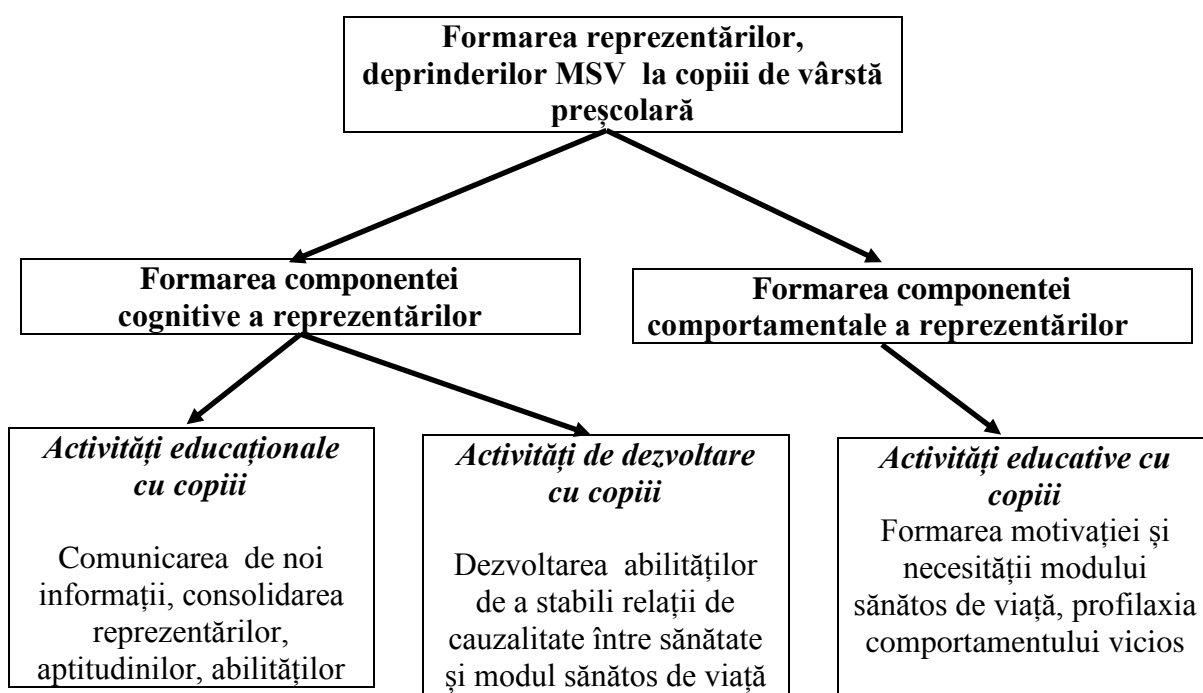 Formarea reprezentărilor,
deprinderilor MSV la copiii de vârstă
preșcolară
Formarea componentei
cognitive a reprezentărilor
Formarea componentei
comportamentale a reprezentărilor
Activități educaționale
cu copiii
Comunicarea de noi
informații, consolidarea
reprezentărilor,
aptitudinilor, abilităților
Activități de dezvoltare
cu copiii
Dezvoltarea abilităților
de a stabili relații de
cauzalitate între sănătate
și modul sănătos de viață
Activități educative cu
copiii
Formarea motivației și
necesității modului
sănătos de viață, profilaxia
comportamentului vicios